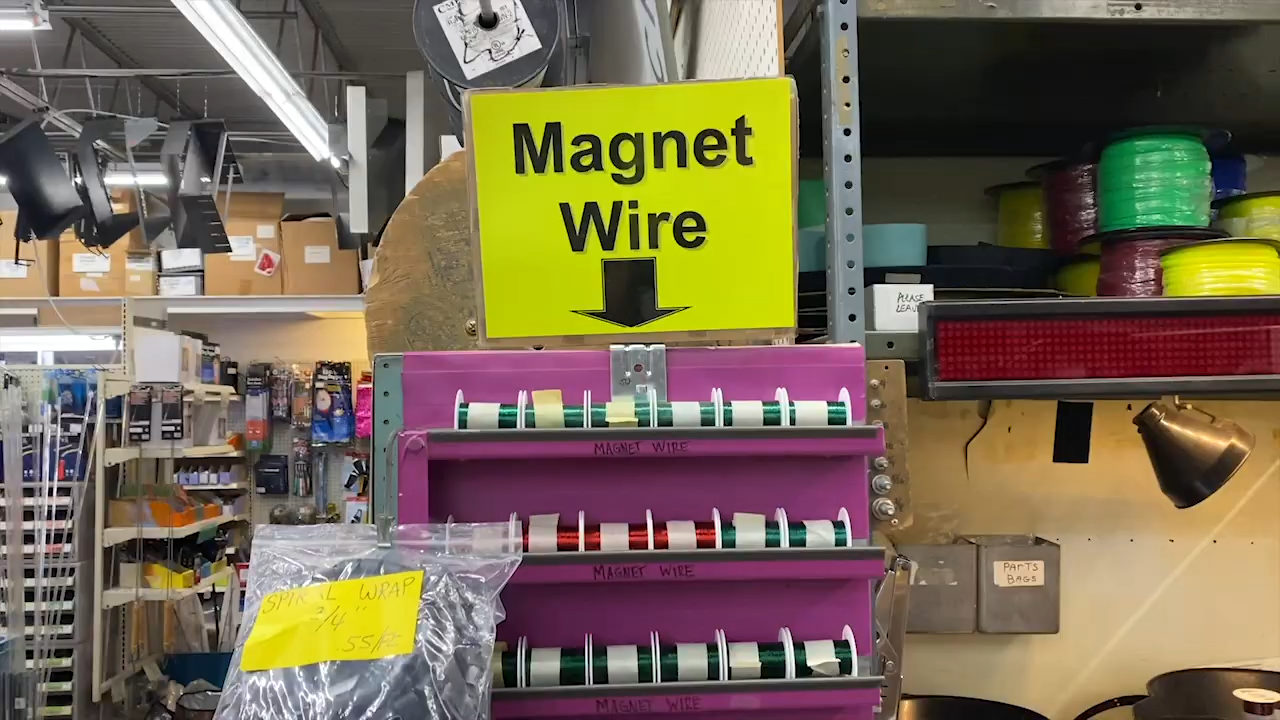 Magnet
Wire
PLEASE
LEAVE
MAGNET WIRE
MAGNET WIRE
PARTS
BAGS
SPIRAL WRAP
3/4"
.55/FT
MAGNET WIRE